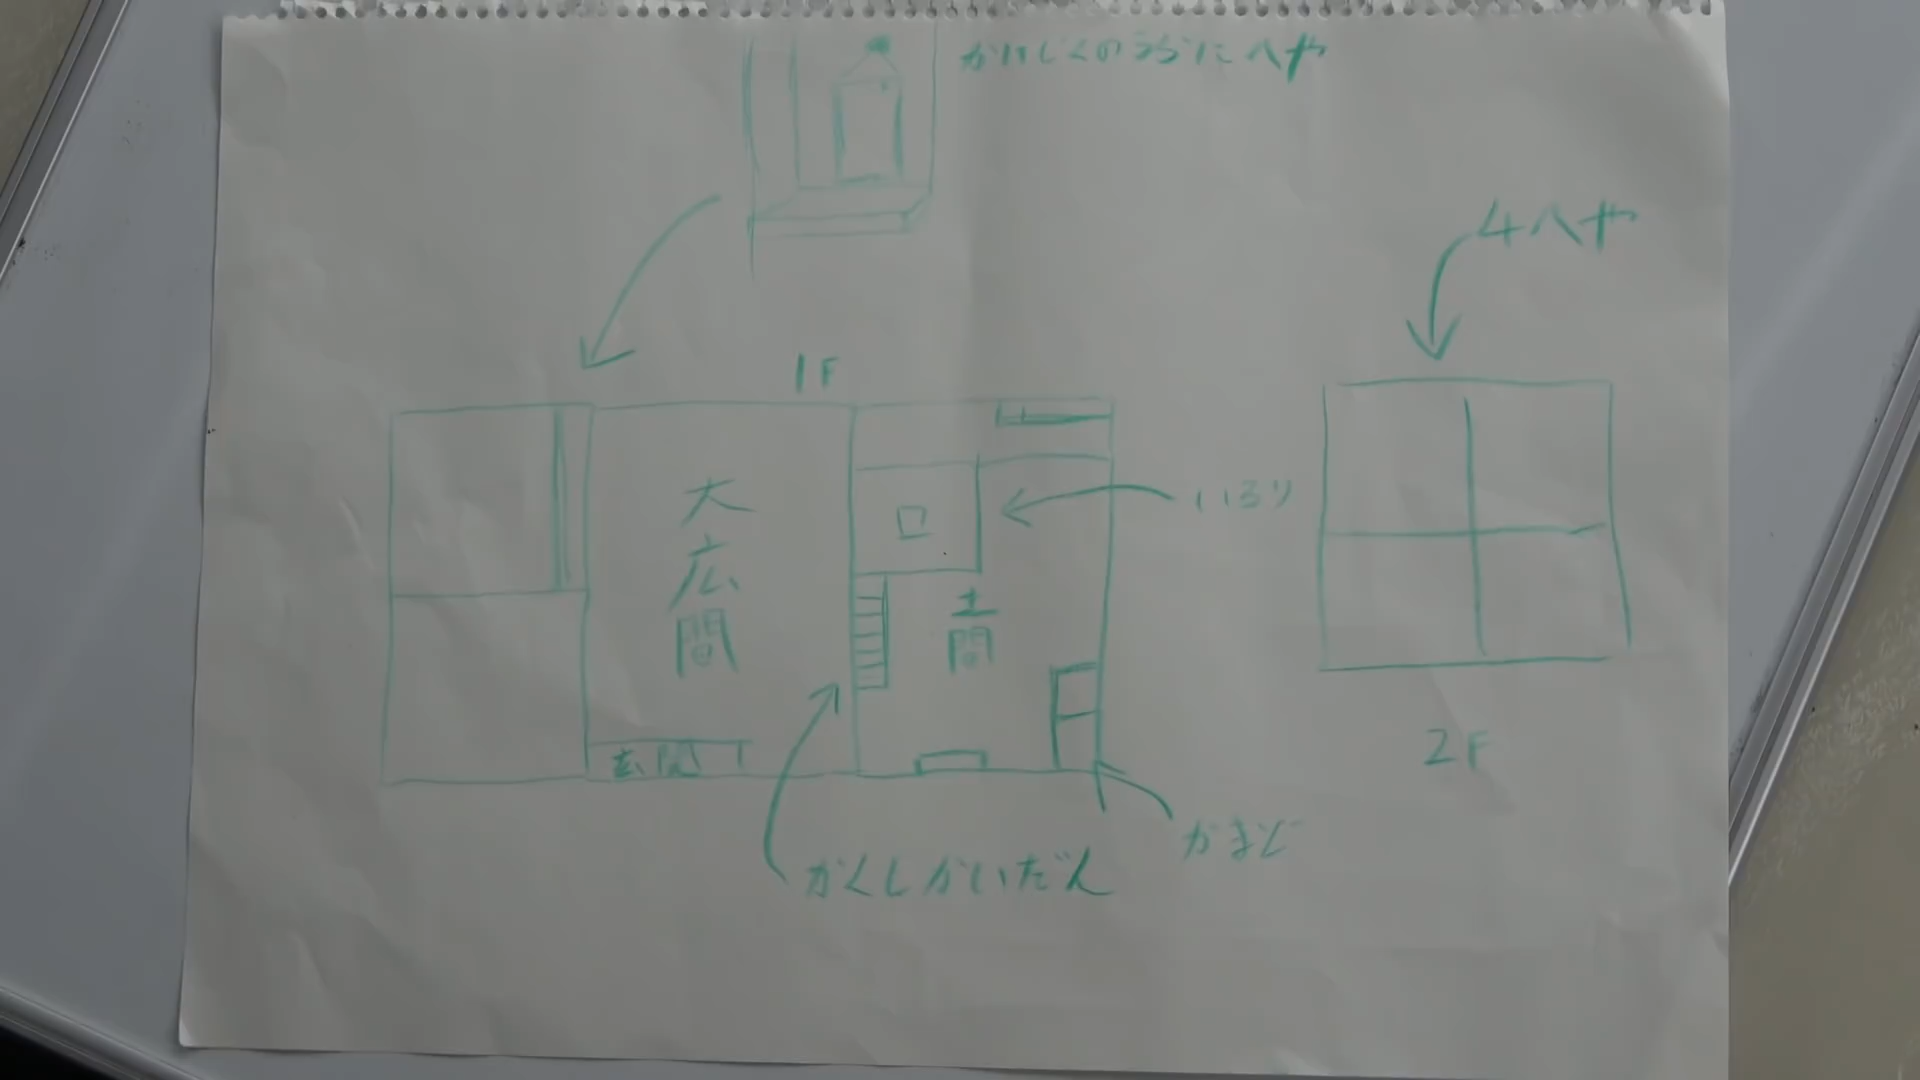 かけじくのうらにへや
4へや
1F
いろり
大広間
土間
玄関
2F
かまど
かくしかいだん